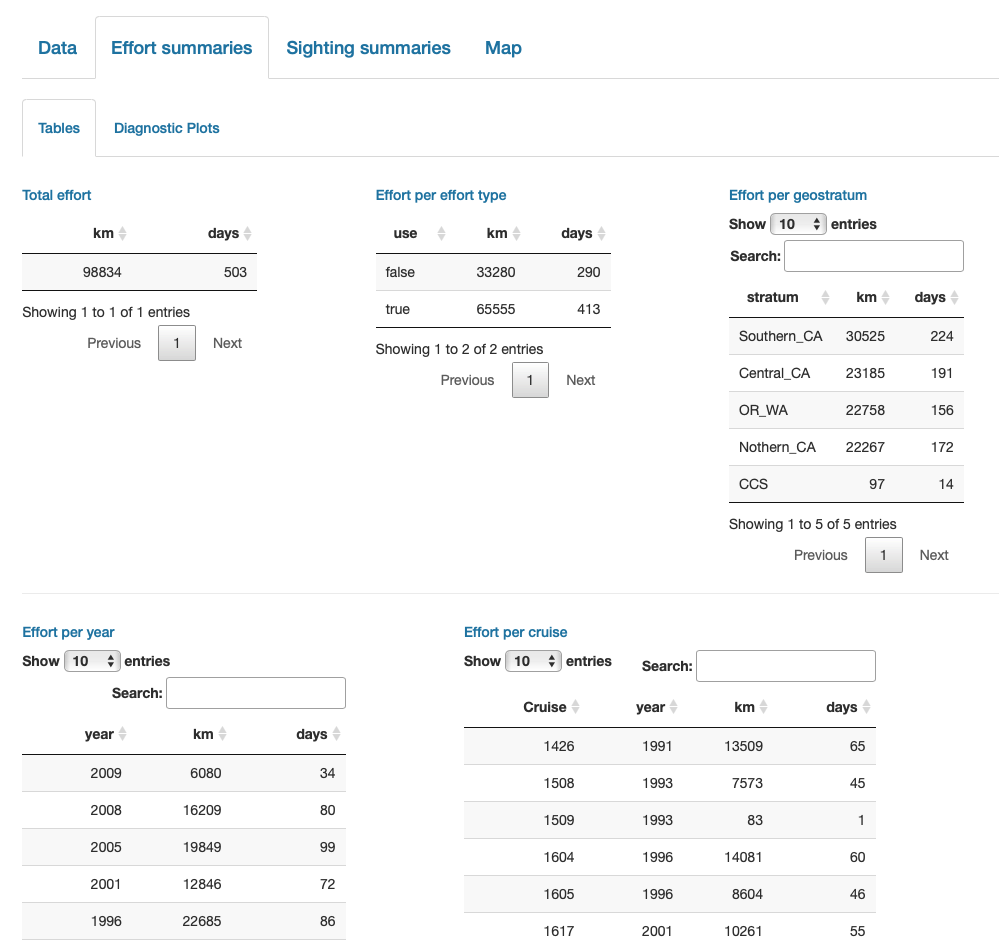 Data Effort summaries Sighting summaries Map
Tables Diagnostic Plots
Total effort
km days
98834 503
Showing 1 to 1 of 1 entries
Previous 1 Next
Effort per effort type
use km days
false 33280 290
true 65555 413
Showing 1 to 2 of 2 entries
Previous 1 Next
Effort per geostratum
Show 10 entries
Search:
stratum km days
Southern_CA 30525 224
Central_CA 23185 191
OR_WA 22758 156
Nothern_CA 22267 172
CCS 97 14
Showing 1 to 5 of 5 entries
Previous 1 Next
Effort per year
Show 10 entries
Search:
year km days
2009 6080 34
2008 16209 80
2005 19849 99
2001 12846 72
1996 22685 86
Effort per cruise
Show 10 entries Search:
Cruise year km days
1426 1991 13509 65
1508 1993 7573 45
1509 1993 83 1
1604 1996 14081 60
1605 1996 8604 46
1617 2001 10261 55